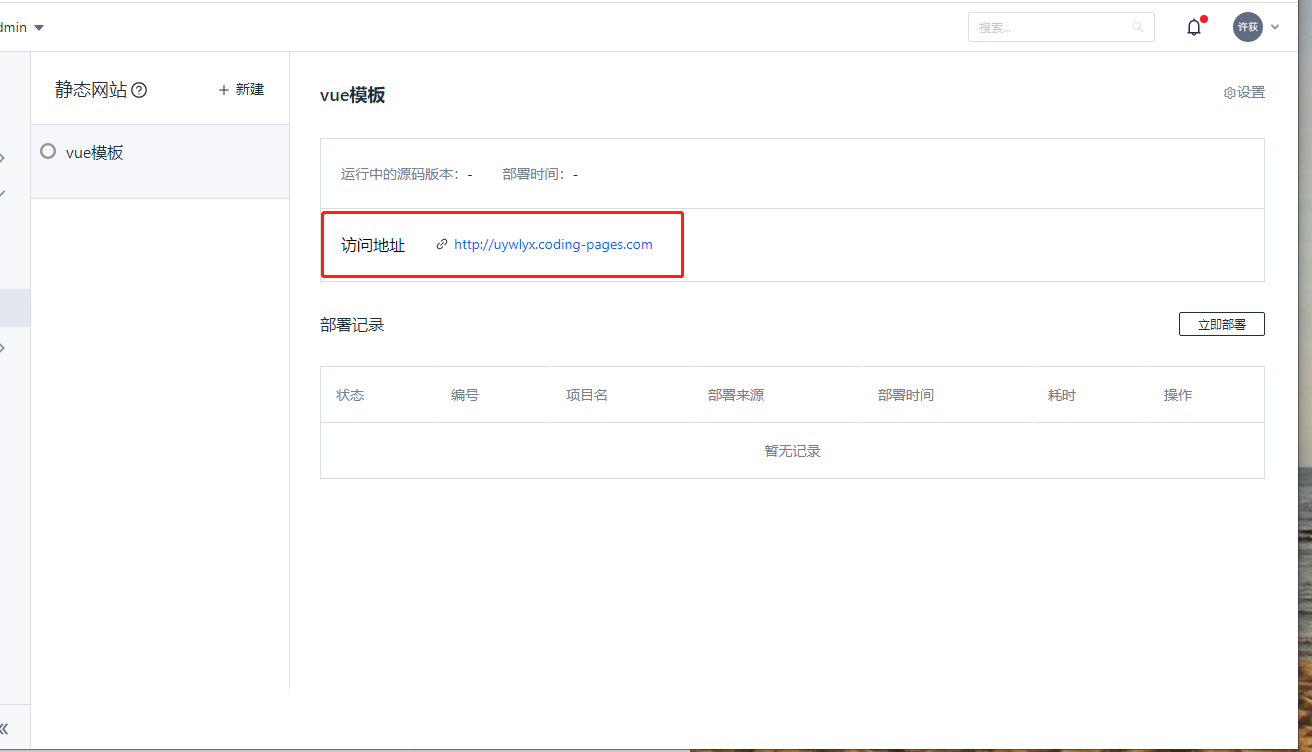 dmin
搜索...
许荻
静态网站
+ 新建
vue模板
设置
vue模板
运行中的源码版本： - 部署时间： -
访问地址 http://uywlyx.coding-pages.com
部署记录
立即部署
状态 编号 项目名 部署来源 部署时间 耗时 操作
暂无记录